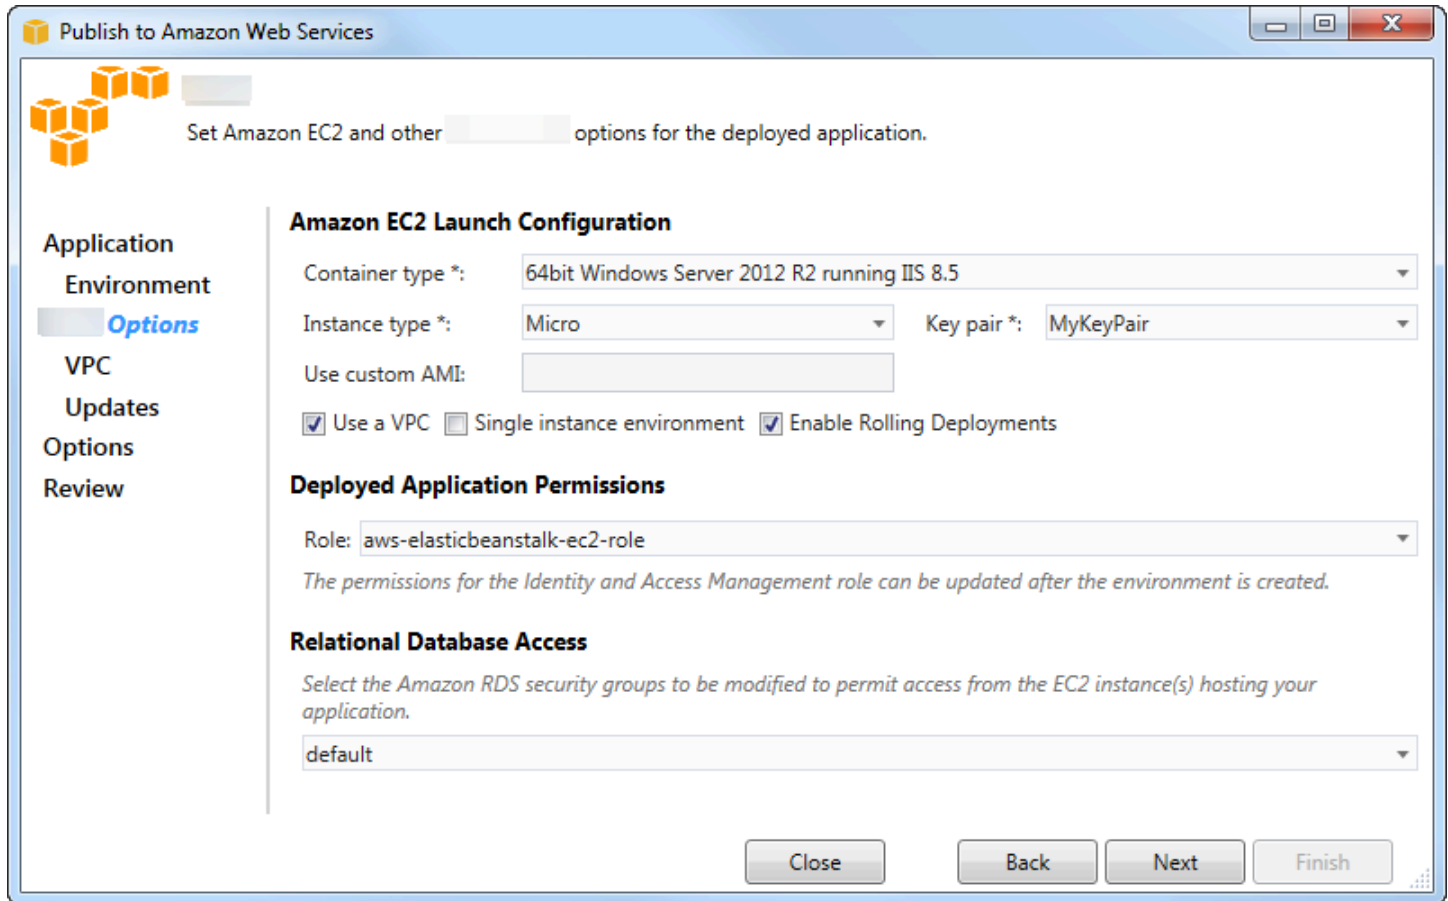 Publish to Amazon Web Services
Set Amazon EC2 and other options for the deployed application.
Application
Environment
Options
VPC
Updates
Options
Review
Amazon EC2 Launch Configuration
Container type *: 64bit Windows Server 2012 R2 running IIS 8.5
Instance type *: Micro Key pair *: MyKeyPair
Use custom AMI:
Use a VPC Single instance environment Enable Rolling Deployments
Deployed Application Permissions
Role: aws-elasticbeanstalk-ec2-role
The permissions for the Identity and Access Management role can be updated after the environment is created.
Relational Database Access
Select the Amazon RDS security groups to be modified to permit access from the EC2 instance(s) hosting your
application.
default
Close Back Next Finish